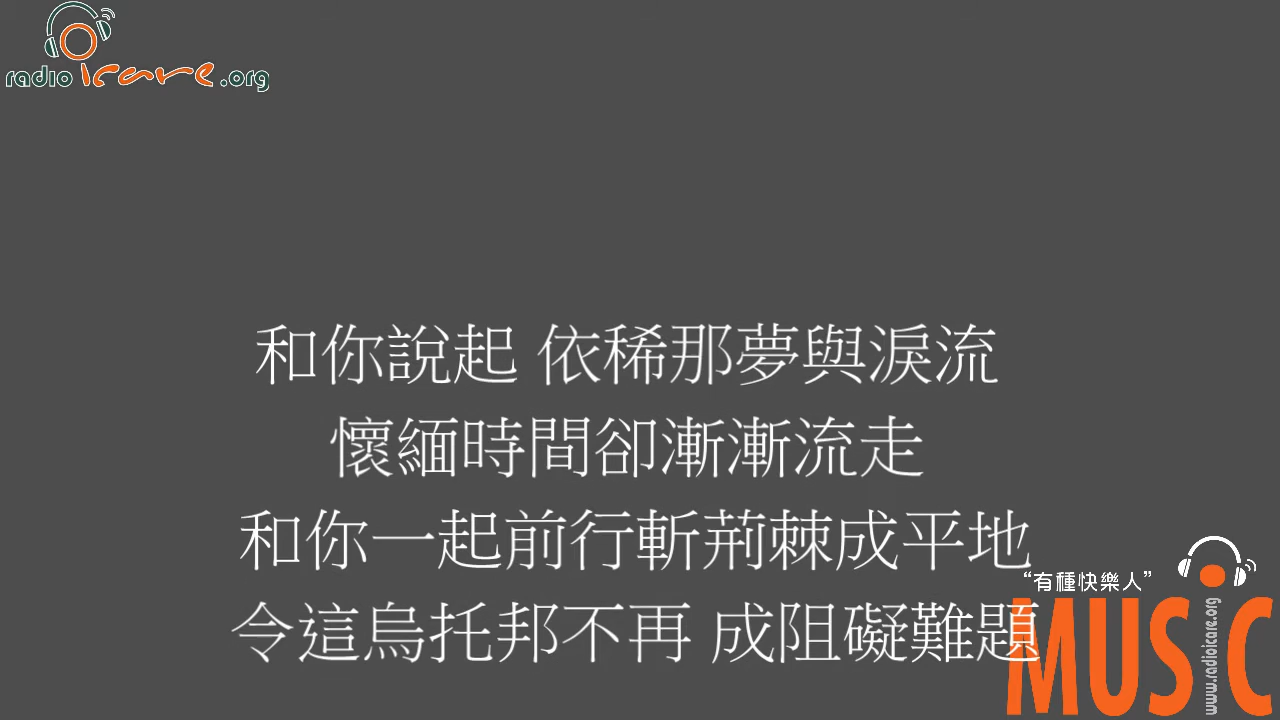 radio icare.org
和你說起 依稀那夢與淚流
懷緬時間卻漸漸流走
和你一起前行斬荊棘成平地
令這烏托邦不再 成阻礙難題
“有種快樂人”
MUSIC
www.radioicare.org